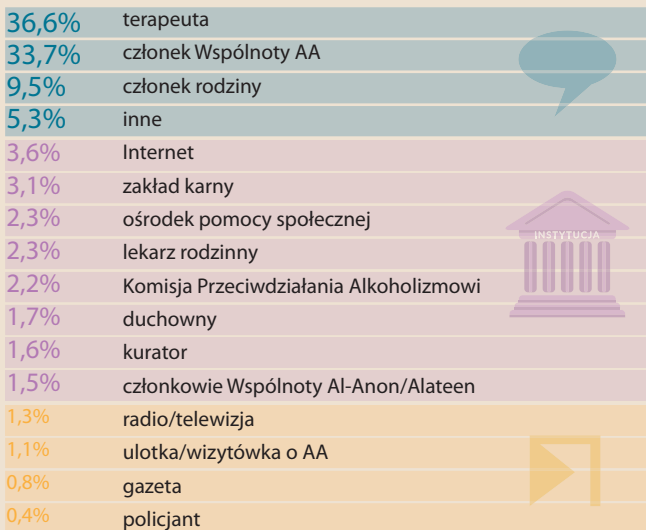 36,6% terapeuta
33,7% członek Wspólnoty AA
9,5% członek rodziny
5,3% inne
3,6% Internet
3,1% zakład karny
2,3% ośrodek pomocy społecznej
2,3% lekarz rodzinny
INSTYTUCJA
2,2% Komisja Przeciwdziałania Alkoholizmowi
1,7% duchowny
1,6% kurator
1,5% członkowie Wspólnoty Al-Anon/Alateen
1,3% radio/telewizja
1,1% ulotka/wizytówka o AA
0,8% gazeta
0,4% policjant